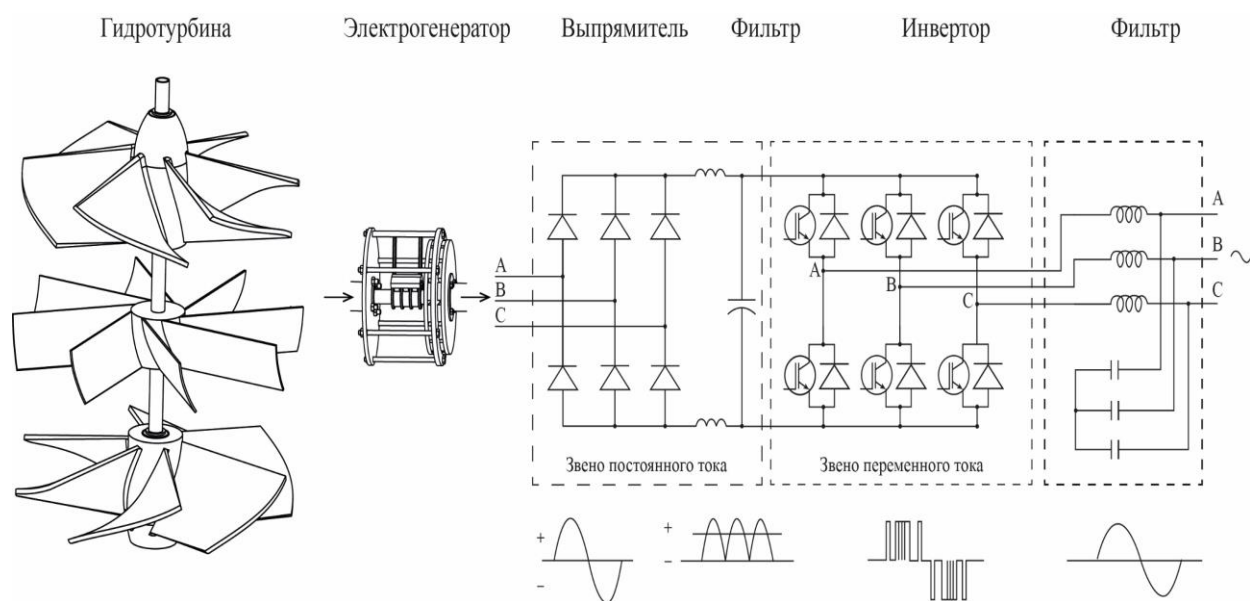 Гидротурбина Электрогенератор Выпрямитель Фильтр Инвертор Фильтр
A
A
B
B
A
B
C
C
C
Звено постоянного тока Звено переменного тока
+ +
− −